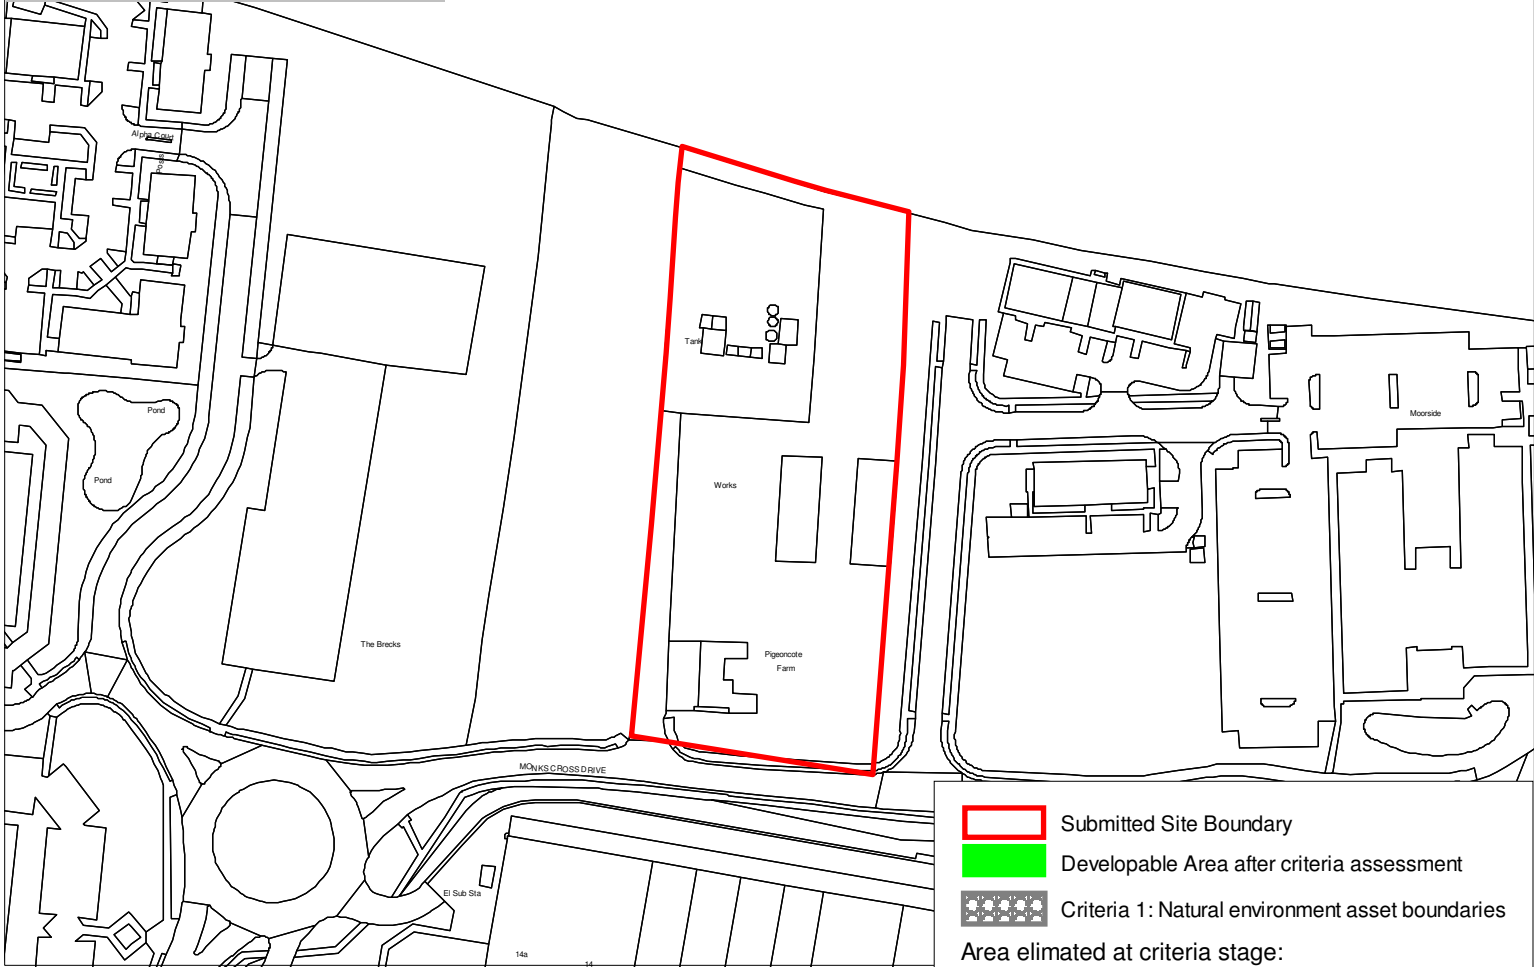 Alpha Court
Posts
Pond
Pond
Tank
Moorside
Works
The Brecks
Pigeoncote
Farm
MONKS CROSS DRIVE
El Sub Sta
14a
14
Submitted Site Boundary
Developable Area after criteria assessment
Criteria 1: Natural environment asset boundaries
Area elimated at criteria stage: